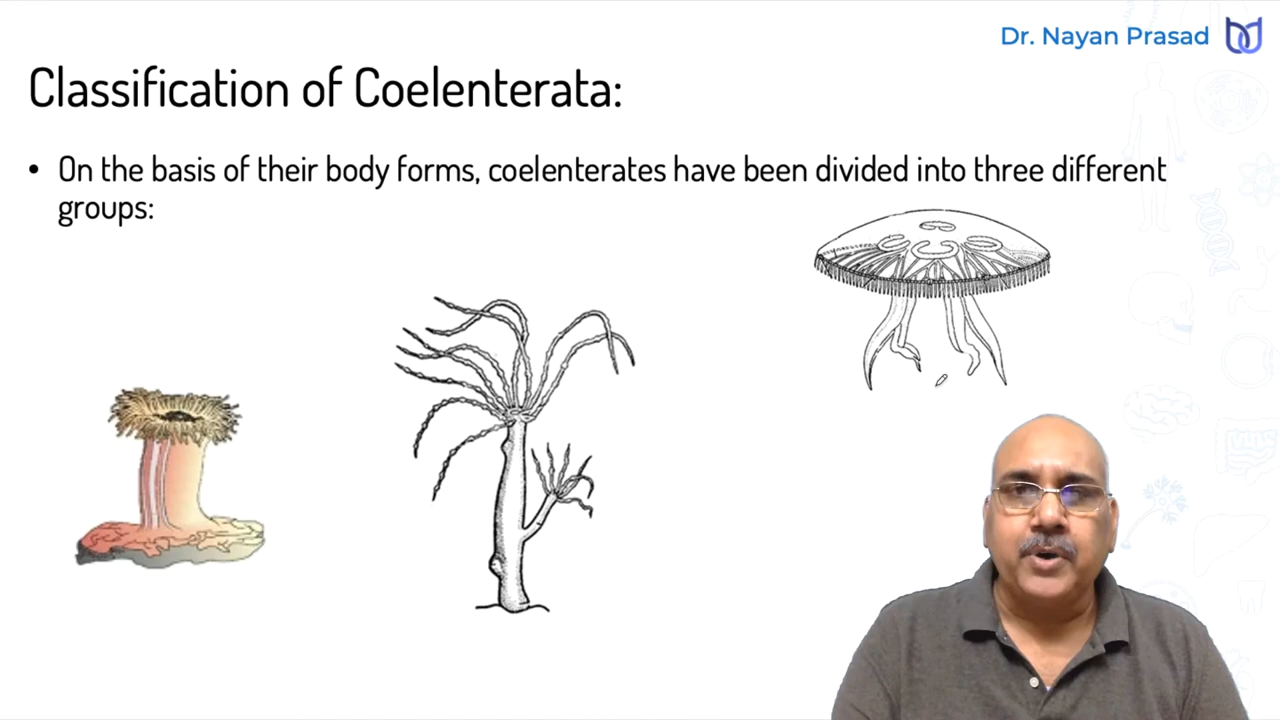 Dr. Nayan Prasad
Classification of Coelenterata:
• On the basis of their body forms, coelenterates have been divided into three different
groups: